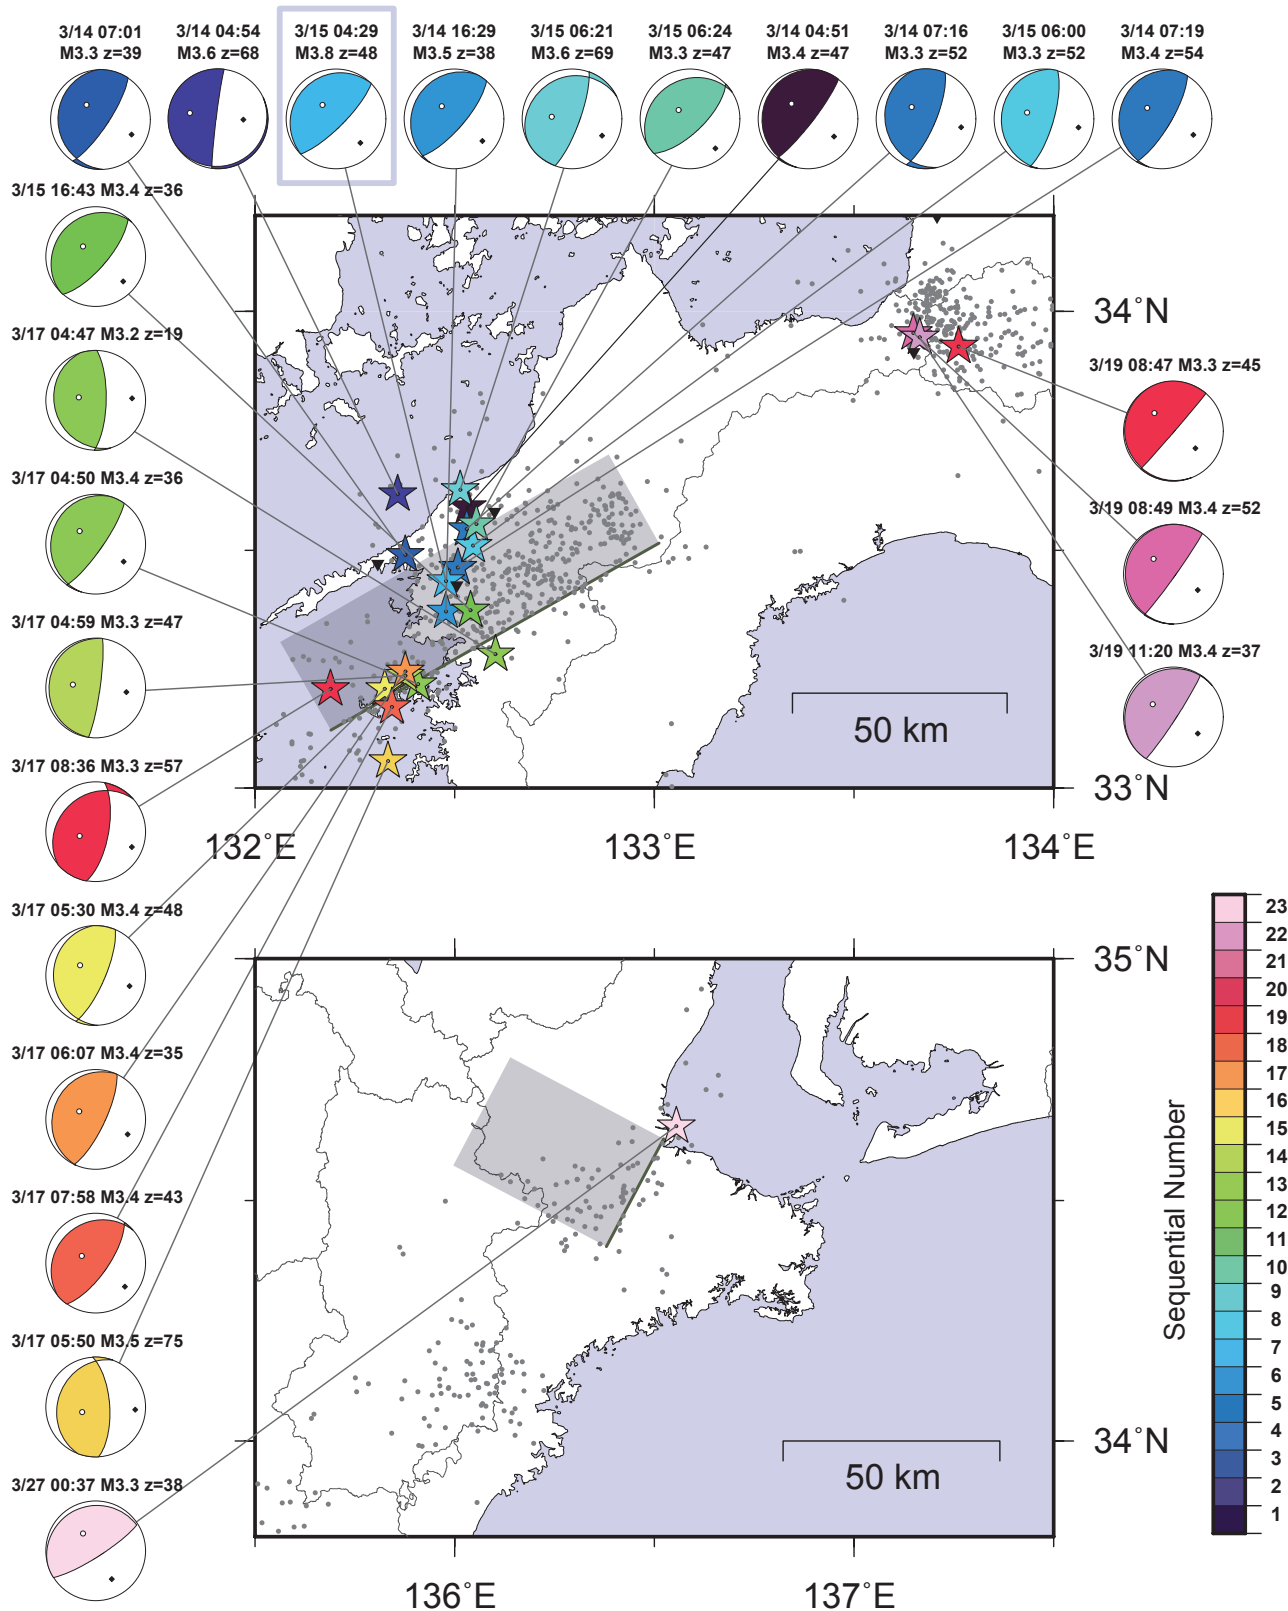 3/14 07:01
M3.3 z=39
3/14 04:54
M3.6 z=68
3/15 04:29
M3.8 z=48
3/14 16:29
M3.5 z=38
3/15 06:21
M3.6 z=69
3/15 06:24
M3.3 z=47
3/14 04:51
M3.4 z=47
3/14 07:16
M3.3 z=52
3/15 06:00
M3.3 z=52
3/14 07:19
M3.4 z=54
3/15 16:43 M3.4 z=36
3/17 04:47 M3.2 z=19
3/17 04:50 M3.4 z=36
3/17 04:59 M3.3 z=47
3/17 08:36 M3.3 z=57
3/17 05:30 M3.4 z=48
3/17 06:07 M3.4 z=35
3/17 07:58 M3.4 z=43
3/17 05:50 M3.5 z=75
3/27 00:37 M3.3 z=38
34°N
3/19 08:47 M3.3 z=45
3/19 08:49 M3.4 z=52
3/19 11:20 M3.4 z=37
50 km
33°N
132°E
133°E
134°E
35°N
34°N
50 km
136°E
137°E
Sequential Number
23
22
21
20
19
18
17
16
15
14
13
12
11
10
9
8
7
6
5
4
3
2
1